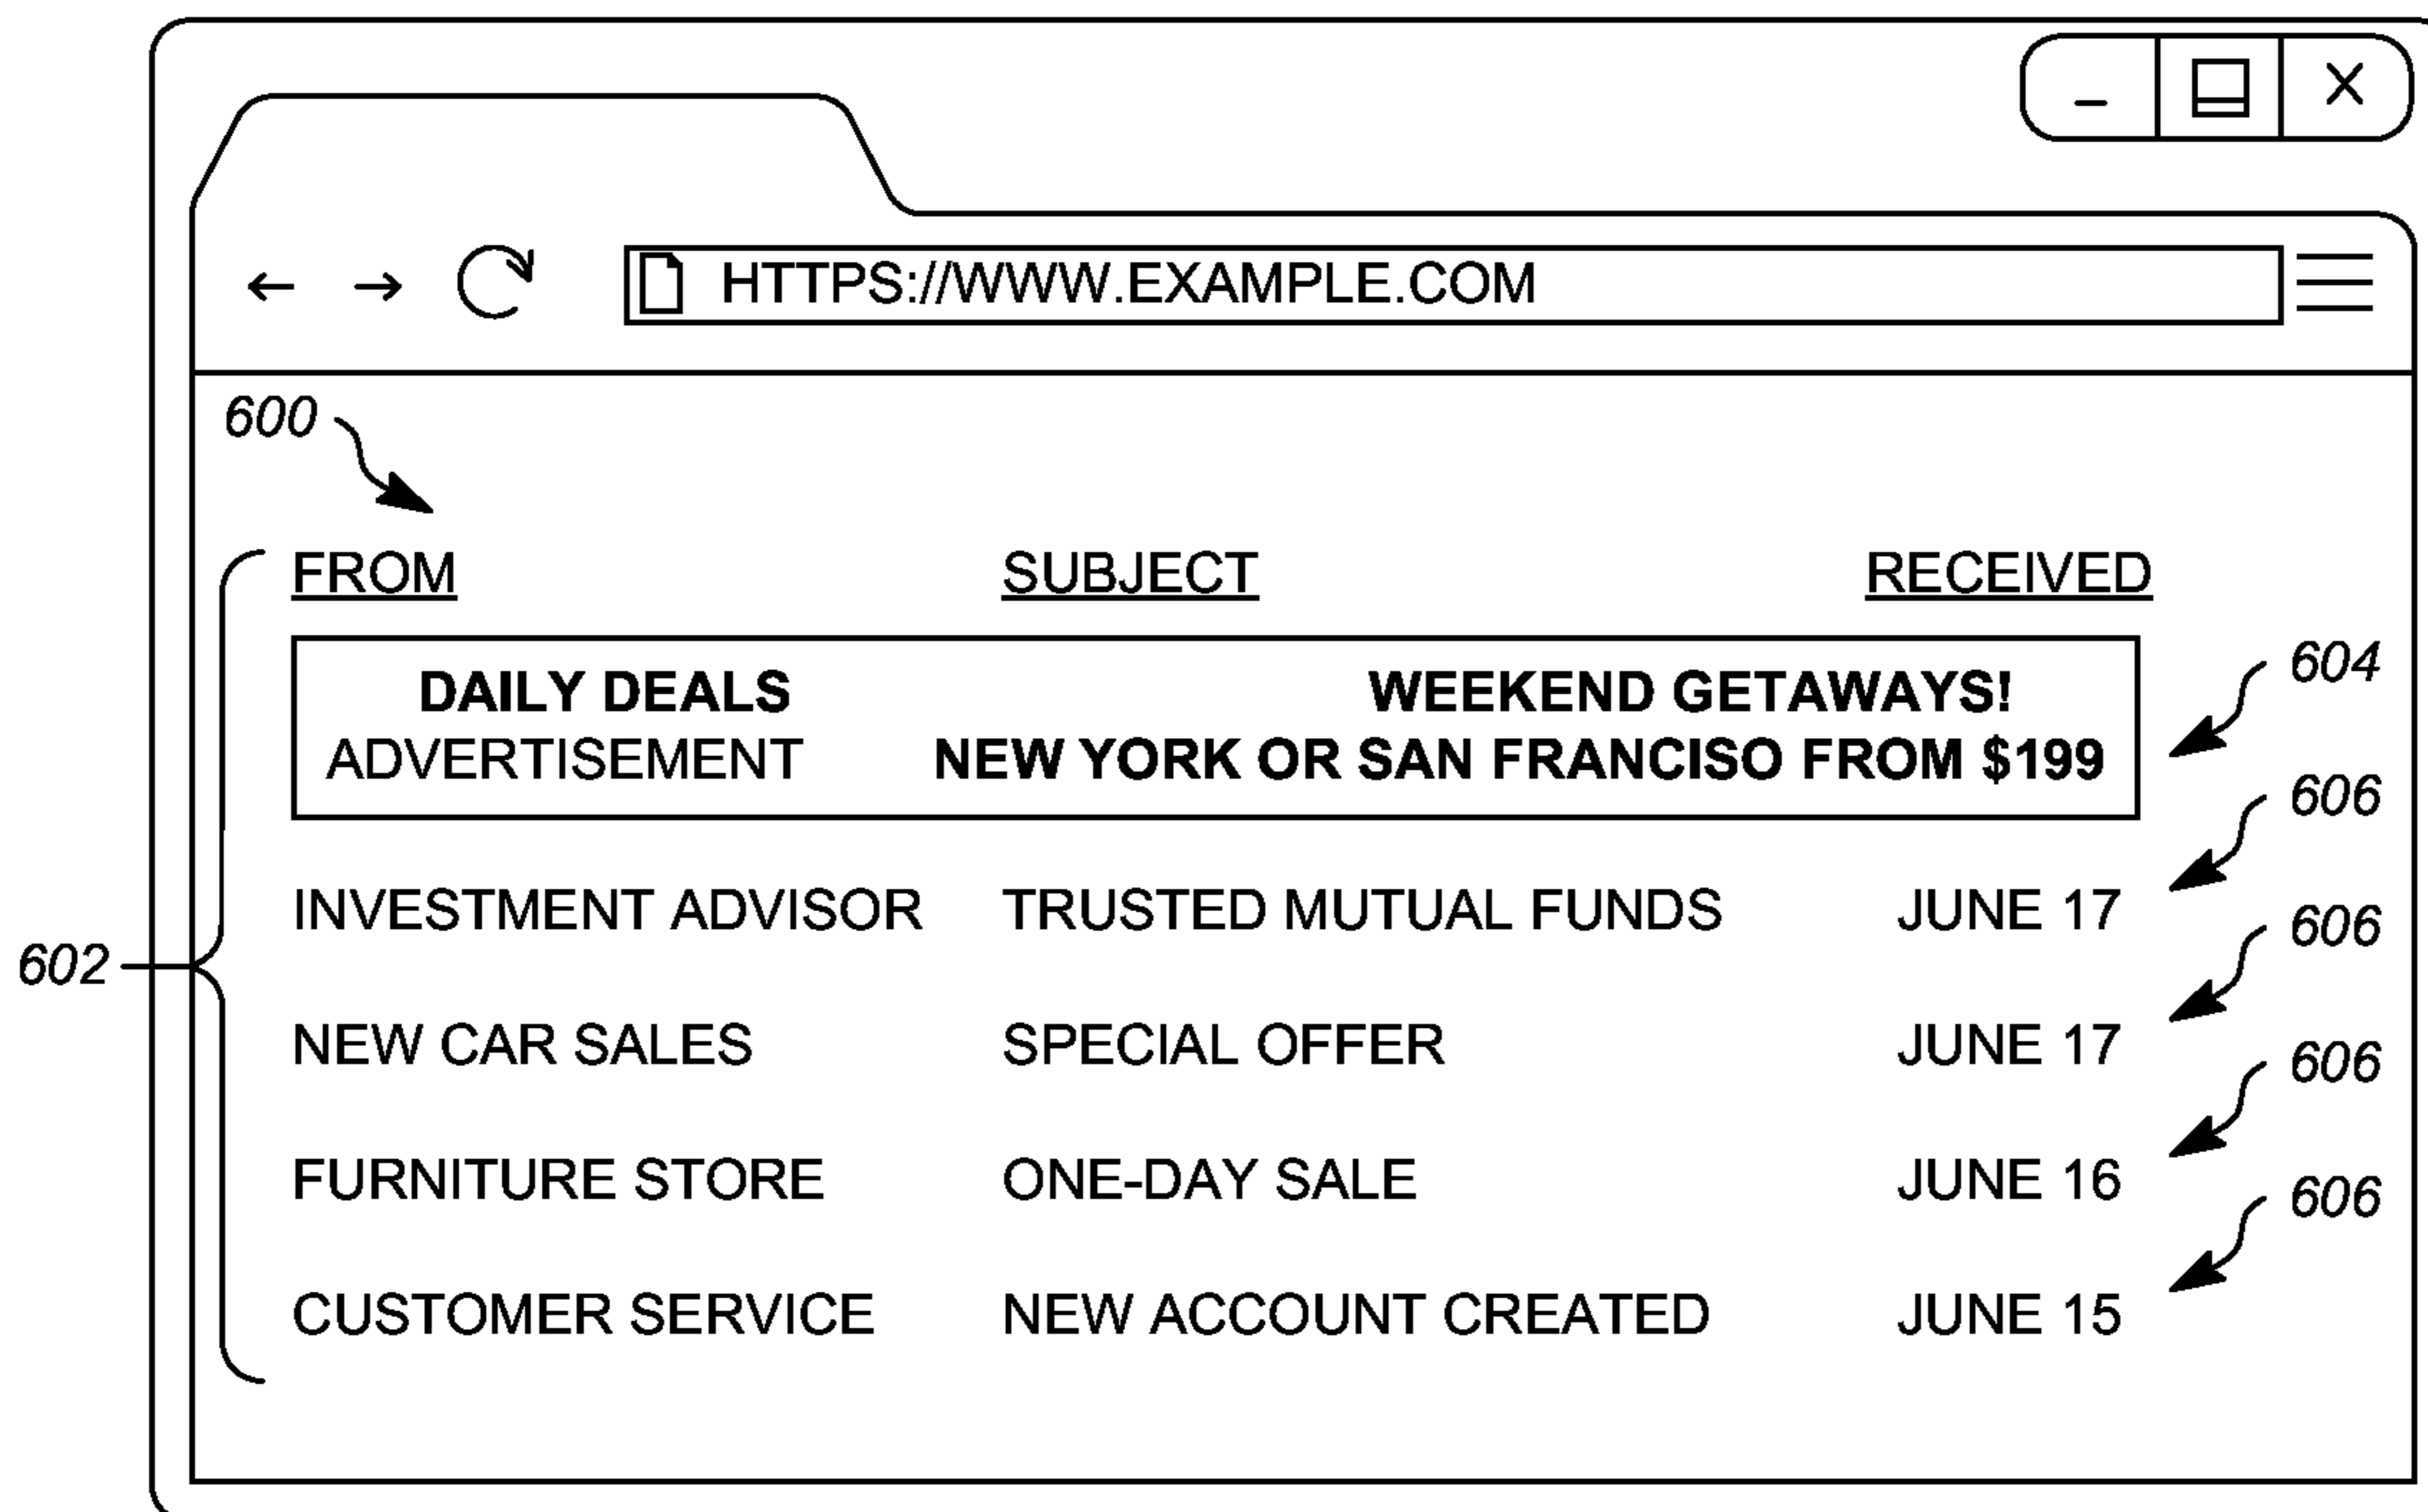 HTTPS://WWW.EXAMPLE.COM
600
FROM SUBJECT RECEIVED
DAILY DEALS WEEKEND GETAWAYS! 604
ADVERTISEMENT NEW YORK OR SAN FRANCISO FROM $199
606
INVESTMENT ADVISOR TRUSTED MUTUAL FUNDS JUNE 17
606
602
NEW CAR SALES SPECIAL OFFER JUNE 17
606
FURNITURE STORE ONE-DAY SALE JUNE 16
606
CUSTOMER SERVICE NEW ACCOUNT CREATED JUNE 15